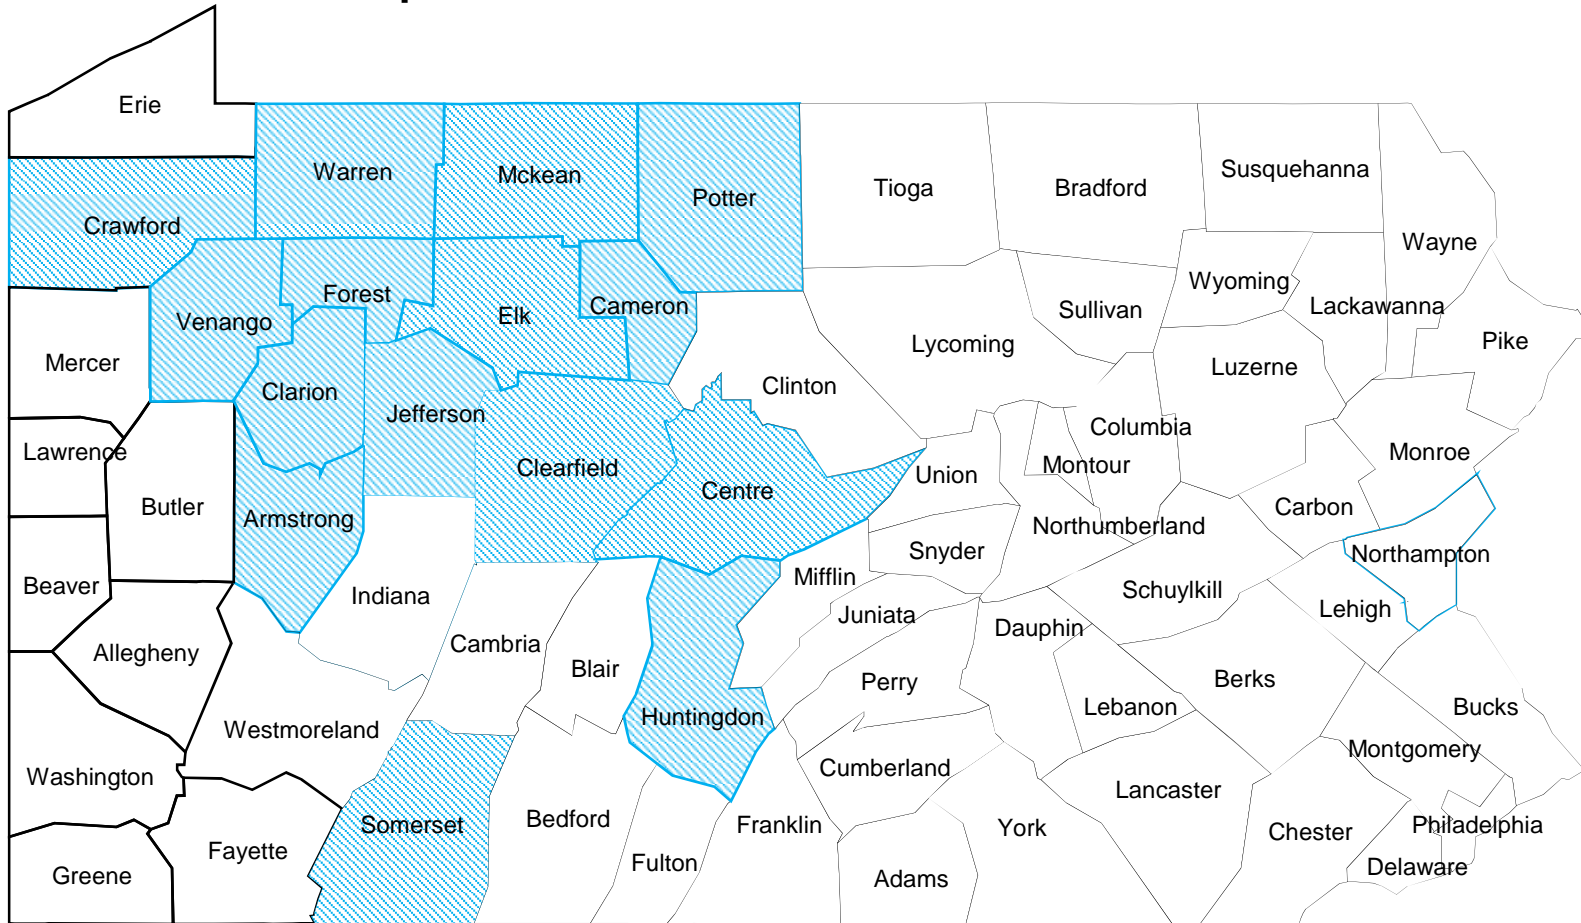 Erie
Warren
Mckean
Susquehanna
Tioga
Bradford
Potter
Crawford
Wayne
Wyoming
Forest
Cameron
Lackawanna
Sullivan
Elk
Venango
Pike
Lycoming
Mercer
Luzerne
Clinton
Clarion
Jefferson
Columbia
Lawrence
Monroe
Montour
Clearfield
Union
Centre
Butler
Carbon
Armstrong
Northumberland
Snyder
Northampton
Mifflin
Beaver
Schuylkill
Indiana
Lehigh
Juniata
Dauphin
Cambria
Allegheny
Blair
Berks
Perry
Lebanon
Bucks
Huntingdon
Westmoreland
Montgomery
Cumberland
Washington
Lancaster
Bedford
Somerset
Franklin
Philadelphia
York
Chester
Fayette
Fulton
Delaware
Greene
Adams